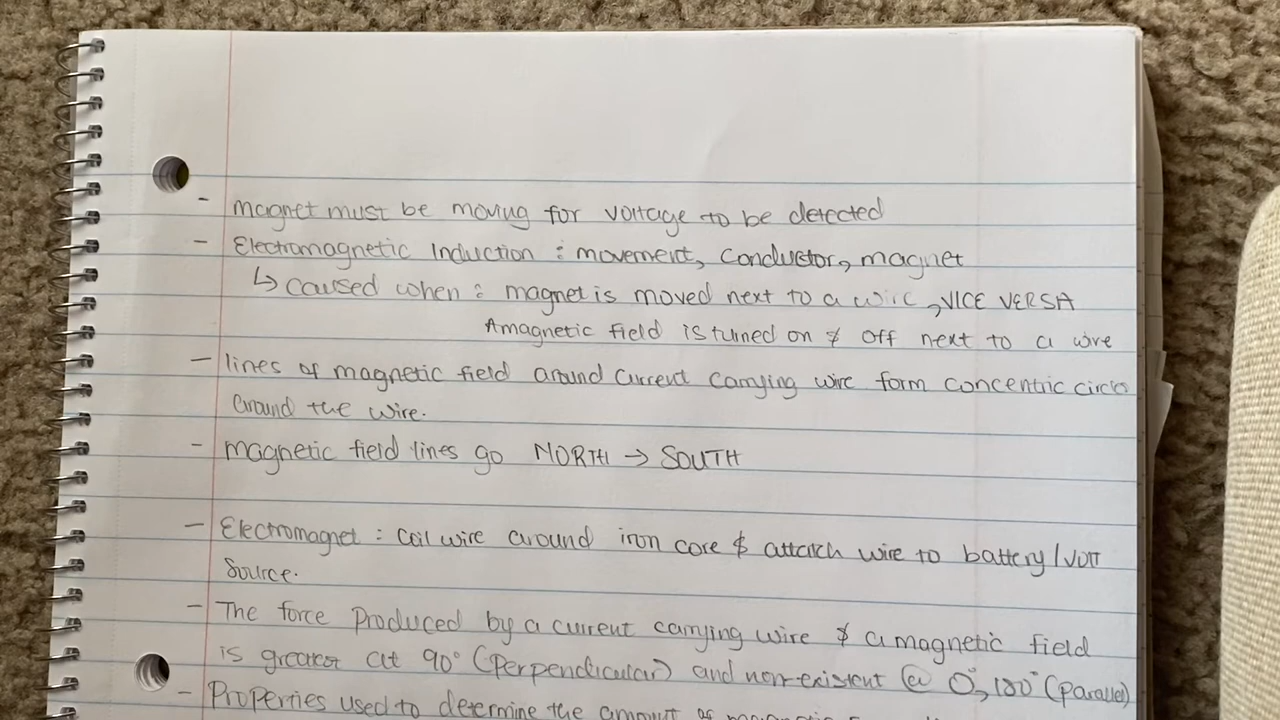 - magnet must be moving for voltage to be detected
- Electromagnetic Induction : movement, conductor, magnet
↳ caused when : magnet is moved next to a wire, VICE VERSA
A magnetic field is turned on & off next to a wire
- lines of magnetic field around current carrying wire form concentric circles
around the wire.
- magnetic field lines go NORTH → SOUTH
- Electromagnet : coil wire around iron core & attatch wire to battery/volt
source.
- The force produced by a current carrying wire & a magnetic field
is greater at 90° (perpendicular) and non-existent @ 0°, 180° (parallel)
- Properties used to determine the amount of